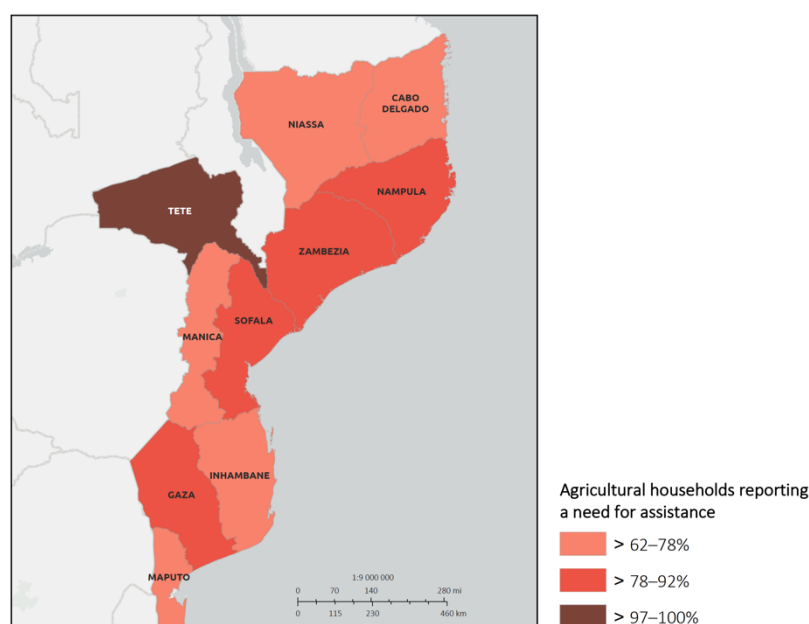 CABO
DELGADO
NIASSA
NAMPULA
TETE
ZAMBEZIA
SOFALA
MANICA
INHAMBANE
GAZA
MAPUTO
1:9 000 000
0 70 140 280 mi
0 115 230 460 km
Agricultural households reporting
a need for assistance
> 62–78%
> 78–92%
> 97–100%